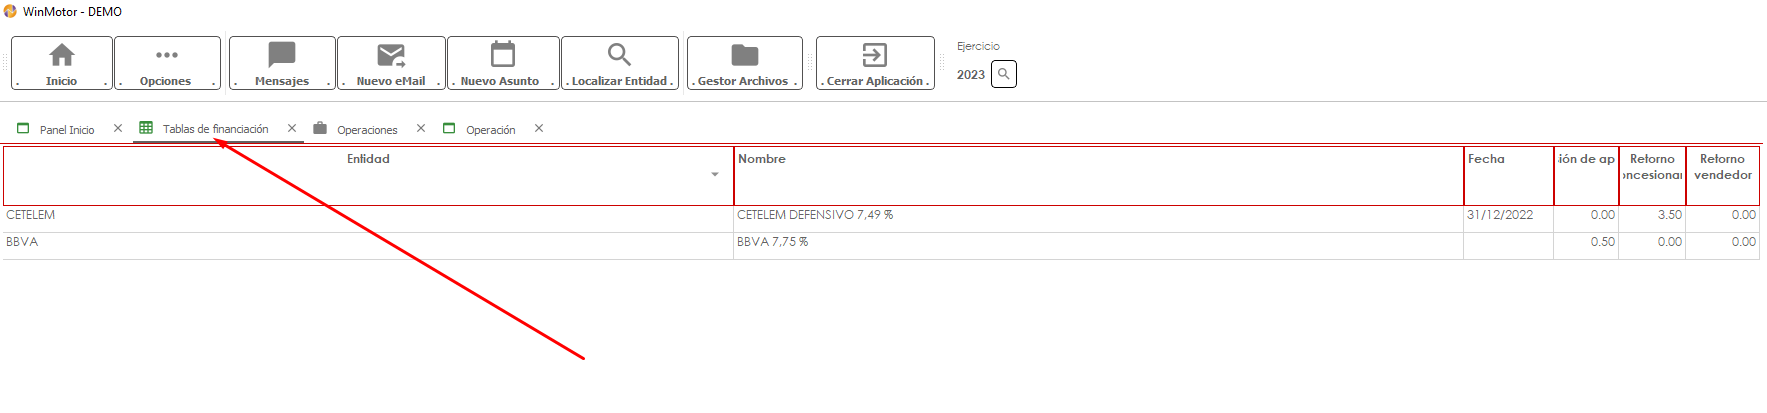 WinMotor - DEMO
Inicio
Opciones
Mensajes
Nuevo eMail
Nuevo Asunto
Localizar Entidad
Gestor Archivos
Cerrar Aplicación
Ejercicio
2023
Panel Inicio
Tablas de financiación
Operaciones
Operación
Entidad
Nombre
Fecha
ión de ap
Retorno
oncesionar
Retorno
vendedor
CETELEM
CETELEM DEFENSIVO 7,49 %
31/12/2022
0.00
3.50
0.00
BBVA
BBVA 7,75 %
0.50
0.00
0.00